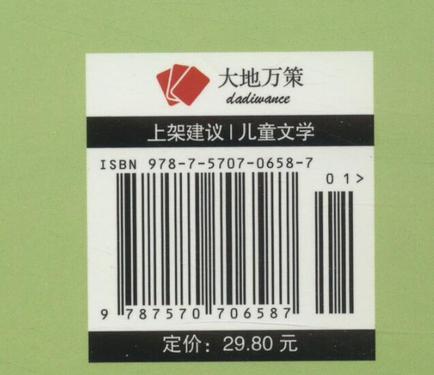 大地万策
dadiwance
上架建议 | 儿童文学
ISBN 978-7-5707-0658-7
01>
9 787570 706587
定价：29.80 元